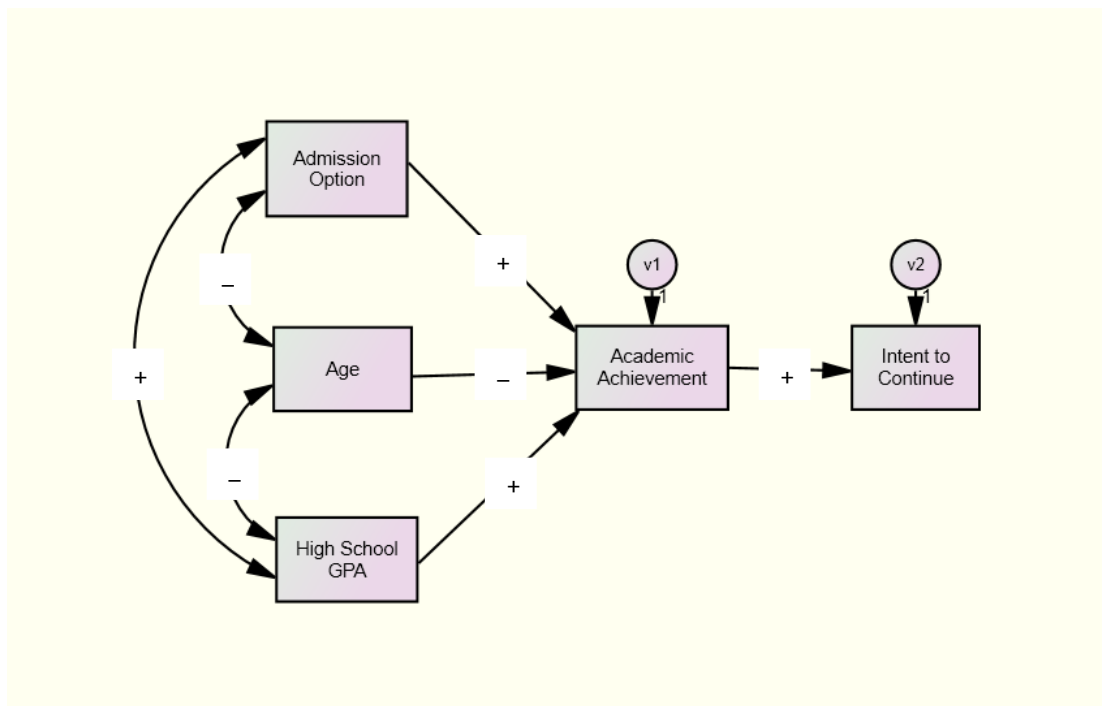 Admission
Option
+
v1
v2
1
1
–
Age
Academic
Achievement
Intent to
Continue
+
–
+
–
+
High School
GPA